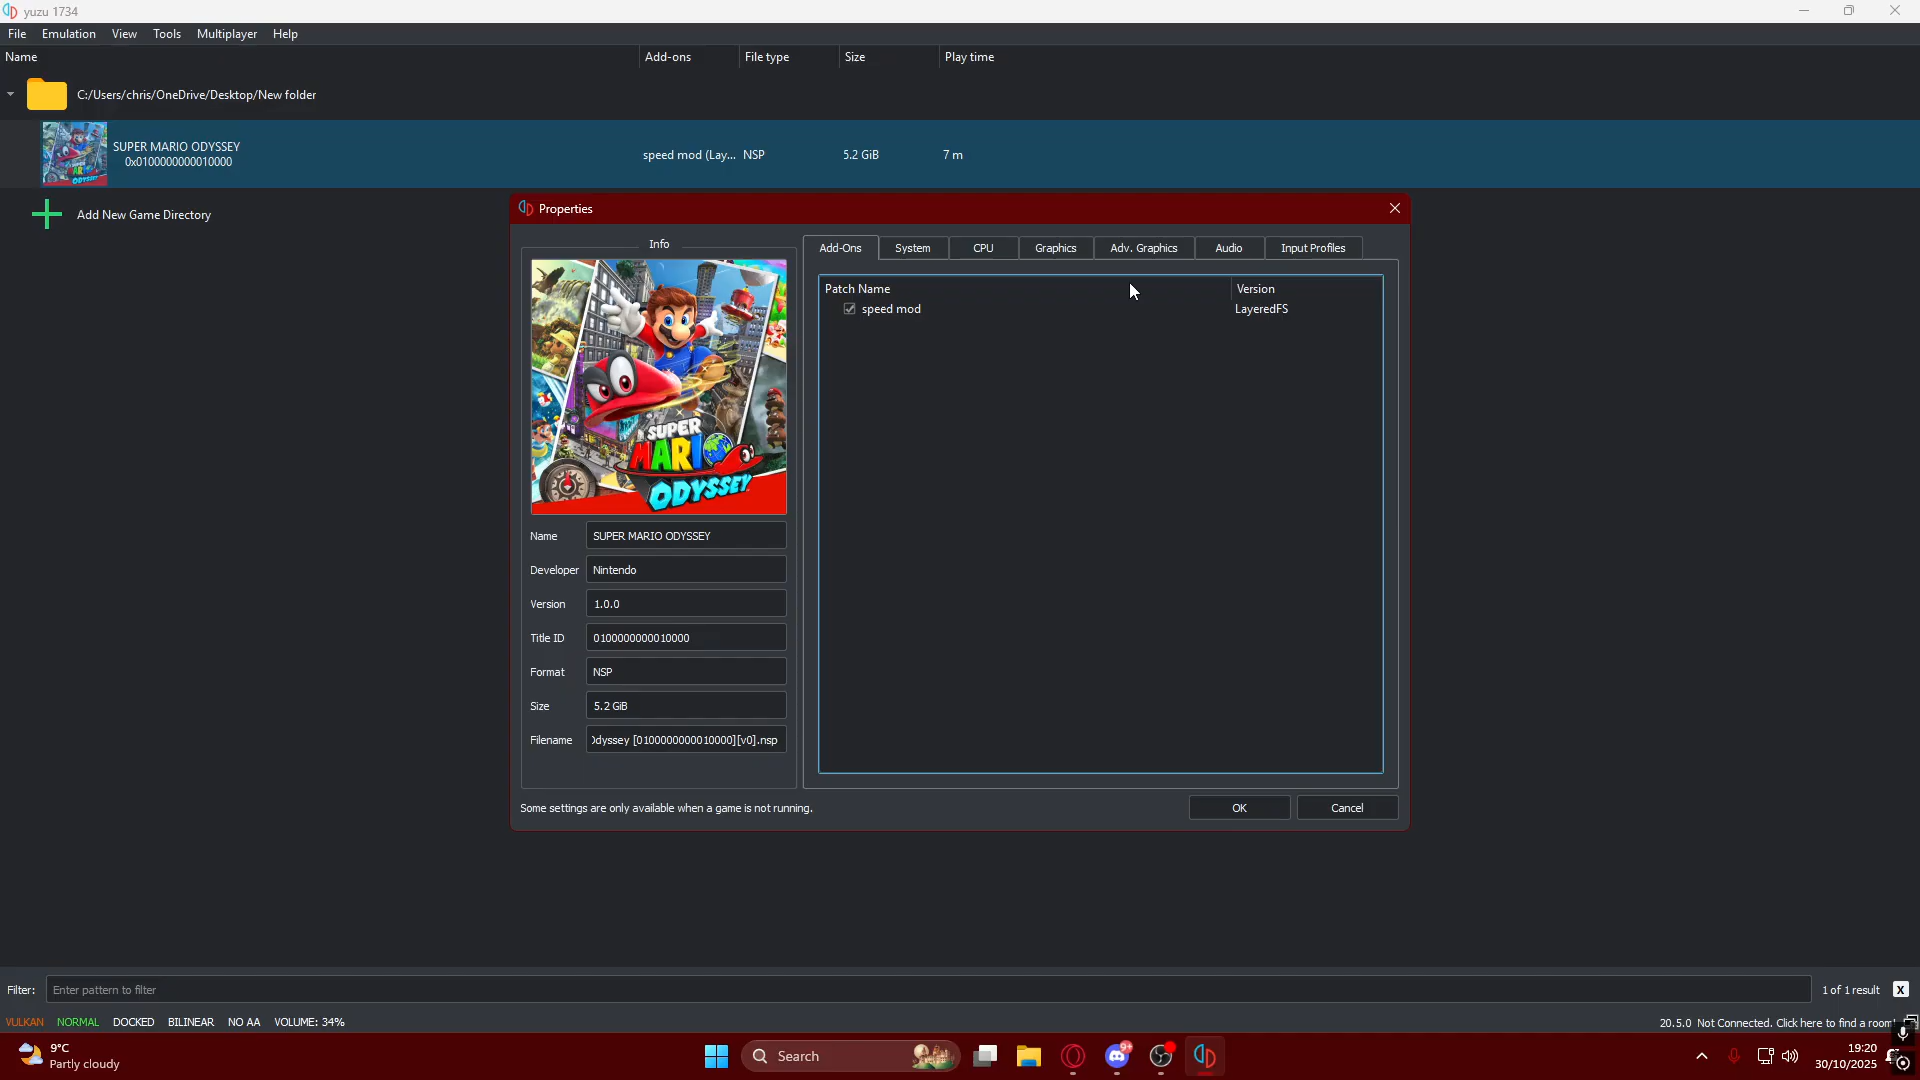 yuzu 1734
File Emulation View Tools Multiplayer Help
Name Add-ons File type Size Play time
C:/Users/chris/OneDrive/Desktop/New folder
SUPER MARIO ODYSSEY
0x0100000000010000
speed mod (Lay... NSP 5.2 GiB 7 m
Add New Game Directory
Properties
Info
Add-Ons System CPU Graphics Adv. Graphics Audio Input Profiles
Patch Name Version
speed mod LayeredFS
SUPER
MARIO
ODYSSEY
Name SUPER MARIO ODYSSEY
Developer Nintendo
Version 1.0.0
Title ID 0100000000010000
Format NSP
Size 5.2 GiB
Filename Odyssey [0100000000010000][v0].nsp
Some settings are only available when a game is not running.
OK Cancel
Filter: Enter pattern to filter 1 of 1 result X
VULKAN NORMAL DOCKED BILINEAR NO AA VOLUME: 34%
20.5.0 Not Connected. Click here to find a room!
9°C
Partly cloudy
Search
9+
19:20
30/10/2025